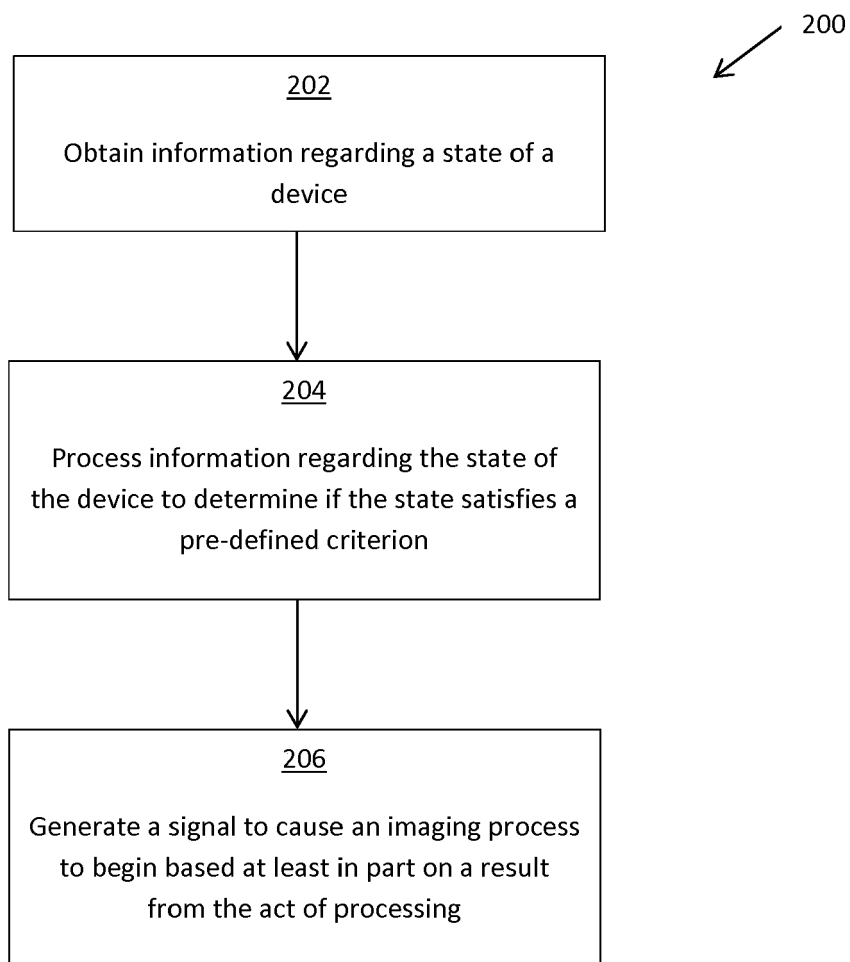 200
202
Obtain information regarding a state of a
device
204
Process information regarding the state of
the device to determine if the state satisfies a
pre-defined criterion
206
Generate a signal to cause an imaging process
to begin based at least in part on a result
from the act of processing